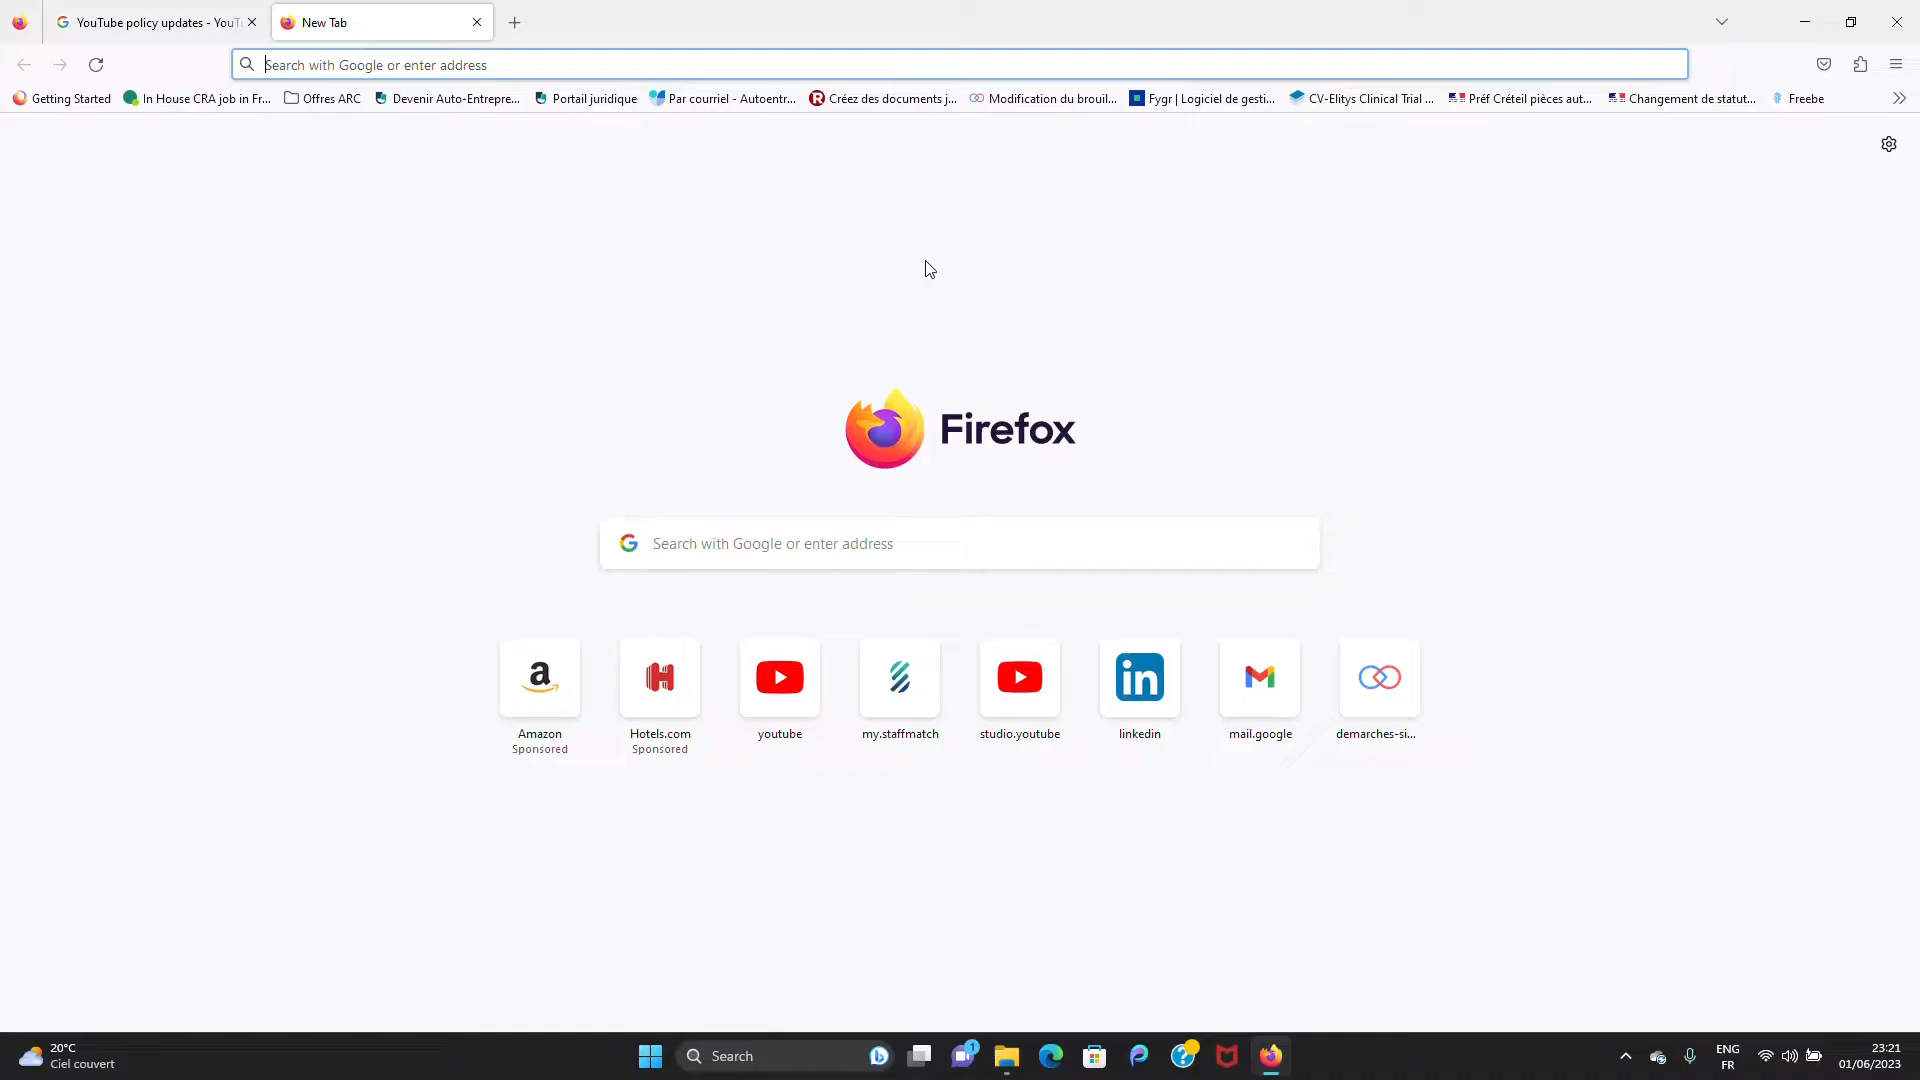 YouTube policy updates - YouT
New Tab
Search with Google or enter address
Getting Started
In House CRA job in Fr...
Offres ARC
Devenir Auto-Entrepre...
Portail juridique
Par courriel - Autoentr...
Créez des documents j...
Modification du brouil...
Fygr | Logiciel de gesti...
CV-Elitys Clinical Trial ...
Préf Créteil pièces aut...
Changement de statut...
Freebe
Firefox
Search with Google or enter address
Amazon
Sponsored
Hotels.com
Sponsored
youtube
my.staffmatch
studio.youtube
linkedin
mail.google
demarches-si...
20°C
Ciel couvert
Search
1
ENG
FR
23:21
01/06/2023